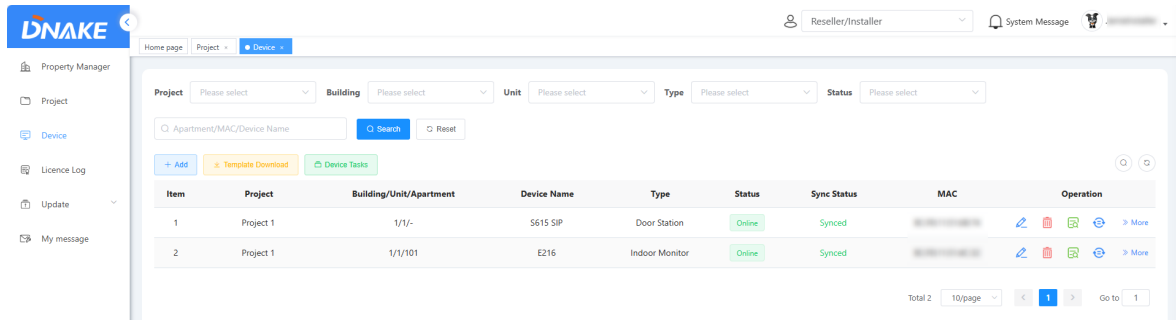 DNAKE
Reseller/Installer
System Message
Home page Project × Device ×
Property Manager
Project
Device
Licence Log
Update
My message
Project Please select Building Please select Unit Please select Type Please select Status Please select
Apartment/MAC/Device Name Search Reset
+ Add Template Download Device Tasks
Item Project Building/Unit/Apartment Device Name Type Status Sync Status MAC Operation
1 Project 1 1/1/- S615 SIP Door Station Online Synced » More
2 Project 1 1/1/101 E216 Indoor Monitor Online Synced » More
Total 2 10/page < 1 > Go to 1